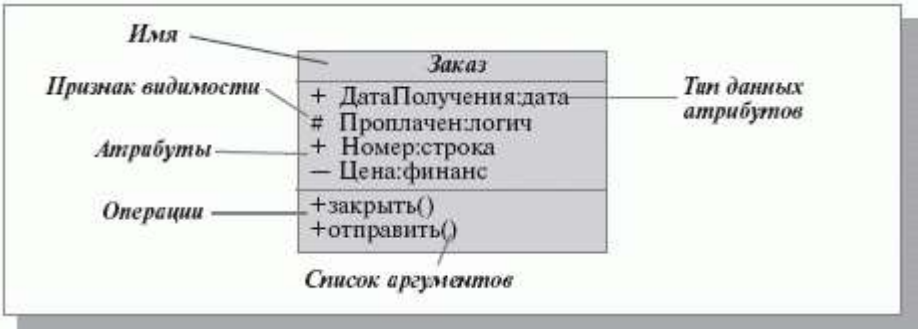 Имя
Заказ
Признак видимости
+ ДатаПолучения:дата
Тип данных
атрибутов
# Проплачен:логич
Атрибуты
+ Номер:строка
— Цена:финанс
Операции
+закрыть()
+отправить()
Список аргументов